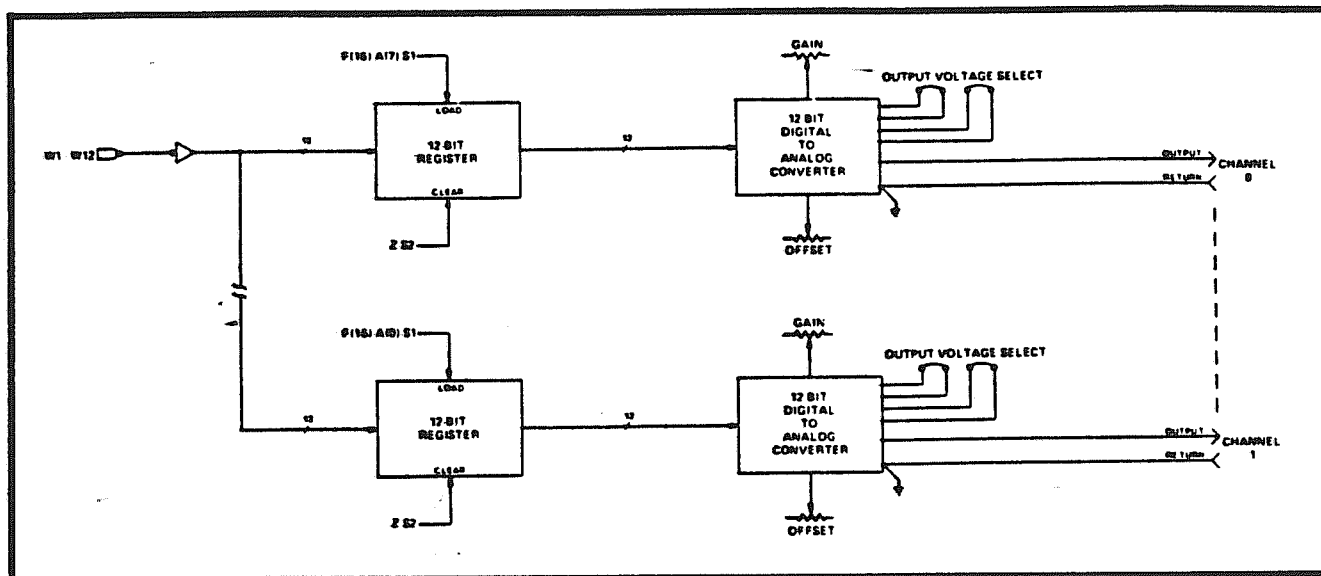 GAIN
F(16)·A(7)·S1
OUTPUT VOLTAGE SELECT
LOAD
12-BIT
REGISTER
CLEAR
W1 - W12
12
12
12 BIT
DIGITAL
TO
ANALOG
CONVERTER
OUTPUT
RETURN
CHANNEL
Z·S2
OFFSET
GAIN
F(16)·A(0)·S1
OUTPUT VOLTAGE SELECT
LOAD
12-BIT
REGISTER
CLEAR
12
12
12 BIT
DIGITAL
TO
ANALOG
CONVERTER
OUTPUT
RETURN
CHANNEL
1
Z·S2
OFFSET